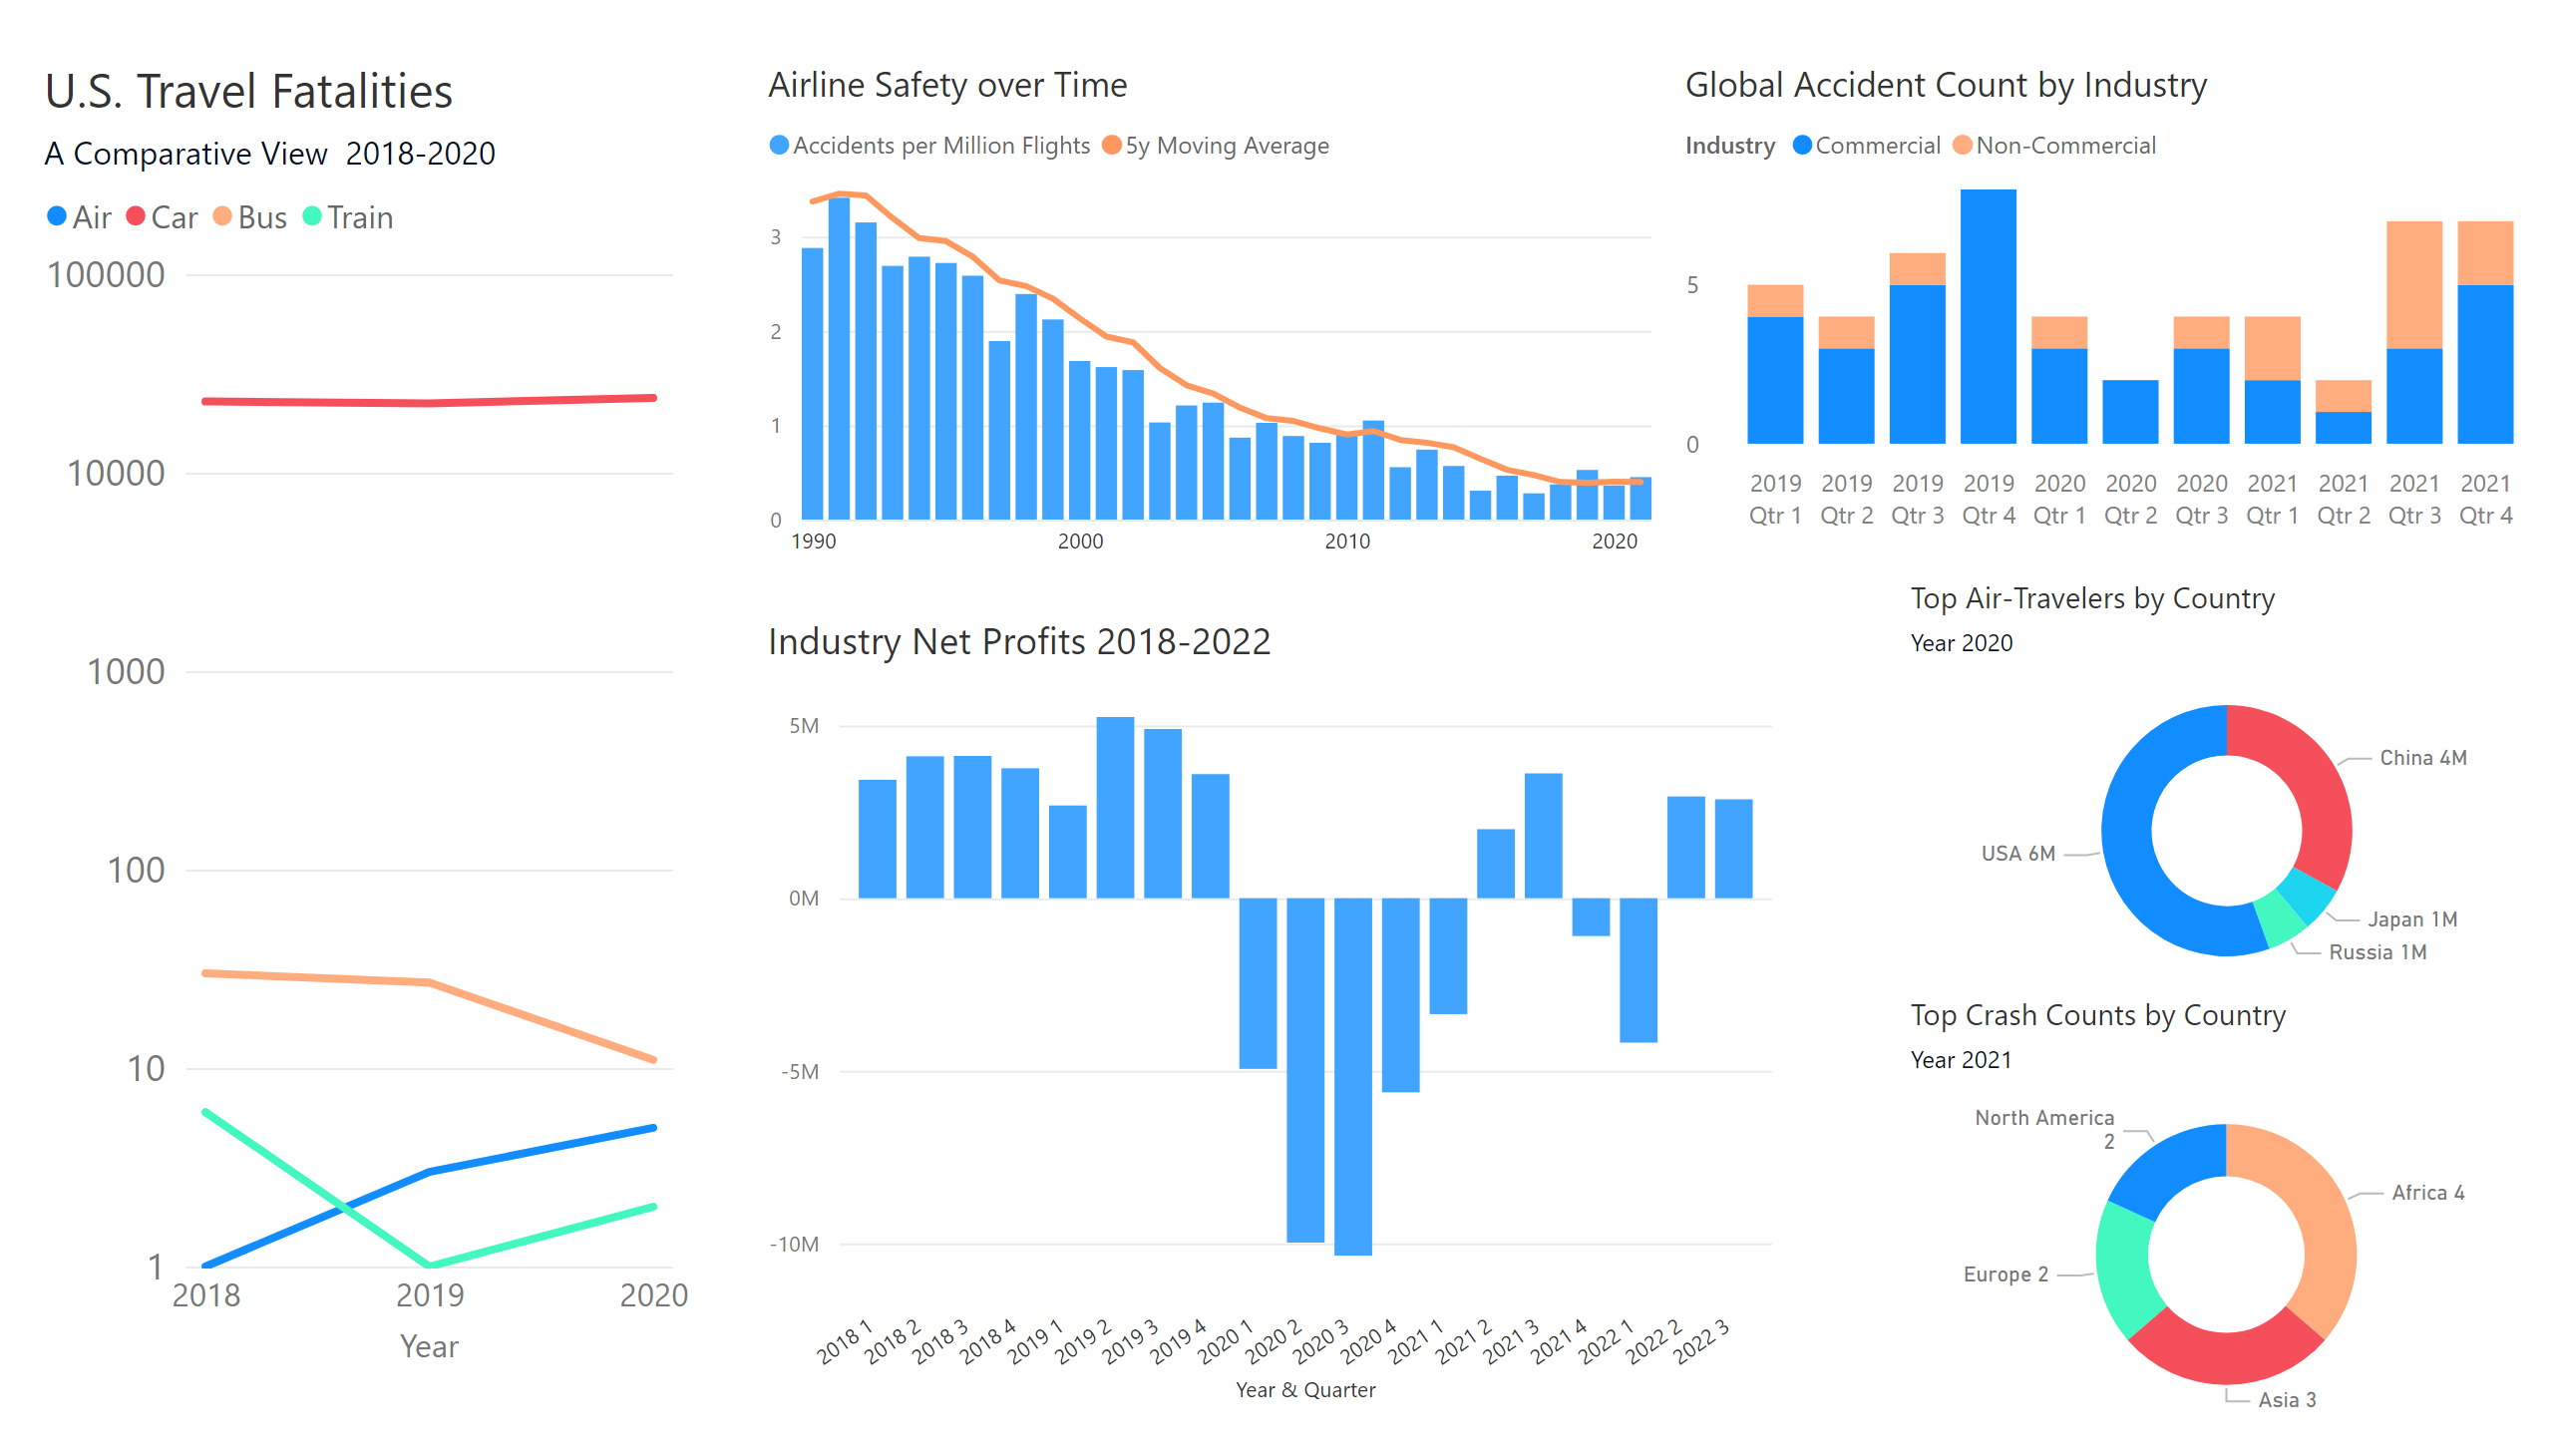 U.S. Travel Fatalities
A Comparative View 2018-2020
Air Car Bus Train
100000
10000
1000
100
10
1
2018 2019 2020
Year
Airline Safety over Time
Accidents per Million Flights 5y Moving Average
3
2
1
0
1990 2000 2010 2020
Global Accident Count by Industry
Industry Commercial Non-Commercial
5
0
2019 2019 2019 2019 2020 2020 2020 2021 2021 2021 2021
Qtr 1 Qtr 2 Qtr 3 Qtr 4 Qtr 1 Qtr 2 Qtr 3 Qtr 1 Qtr 2 Qtr 3 Qtr 4
Industry Net Profits 2018-2022
5M
0M
-5M
-10M
2018 1 2018 2 2018 3 2018 4 2019 1 2019 2 2019 3 2019 4 2020 1 2020 2 2020 3 2020 4 2021 1 2021 2 2021 3 2021 4 2022 1 2022 2 2022 3
Year & Quarter
Top Air-Travelers by Country
Year 2020
China 4M
USA 6M
Japan 1M
Russia 1M
Top Crash Counts by Country
Year 2021
North America
2
Africa 4
Europe 2
Asia 3